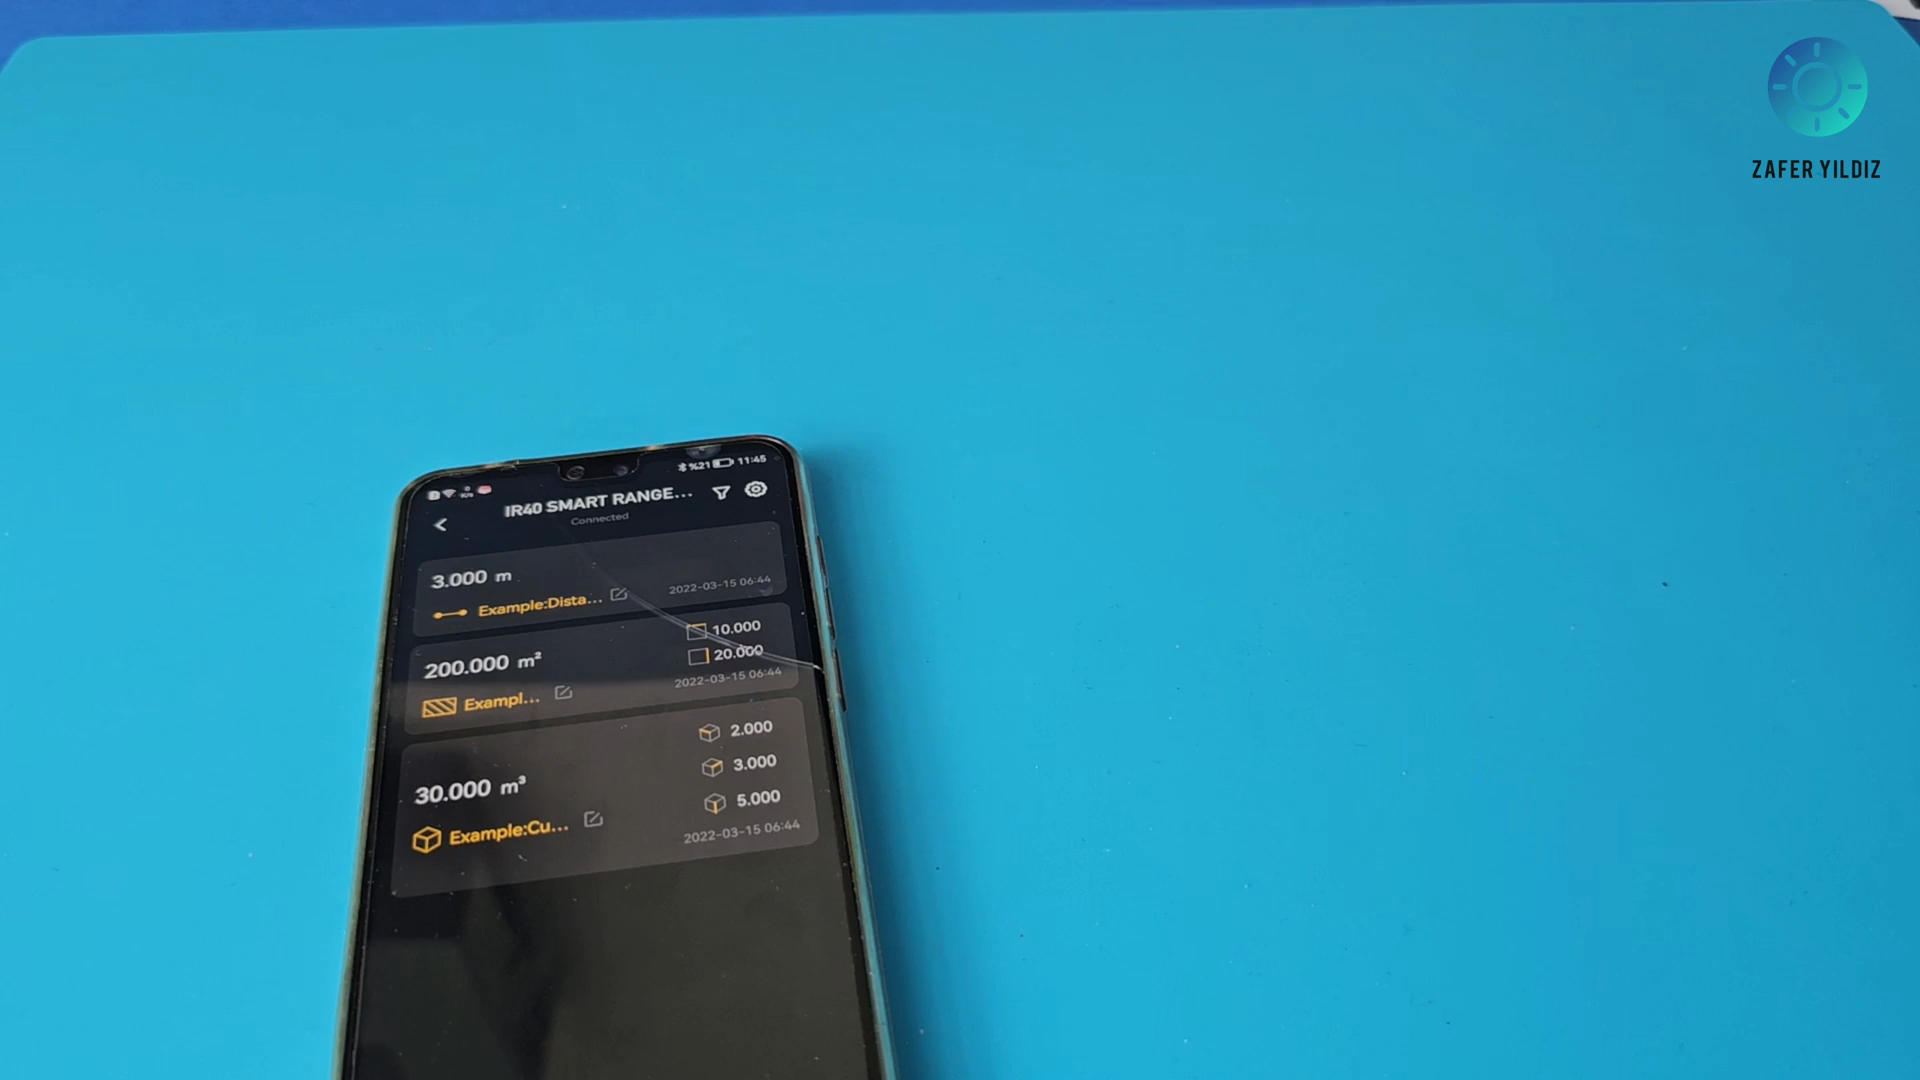 ZAFER YILDIZ
%21 11:45
IR40 SMART RANGE...
Connected
3.000 m
Example:Dista...
2022-03-15 06:44
200.000 m²
10.000
20.000
Exampl...
2022-03-15 06:44
30.000 m³
2.000
3.000
5.000
Example:Cu...
2022-03-15 06:44